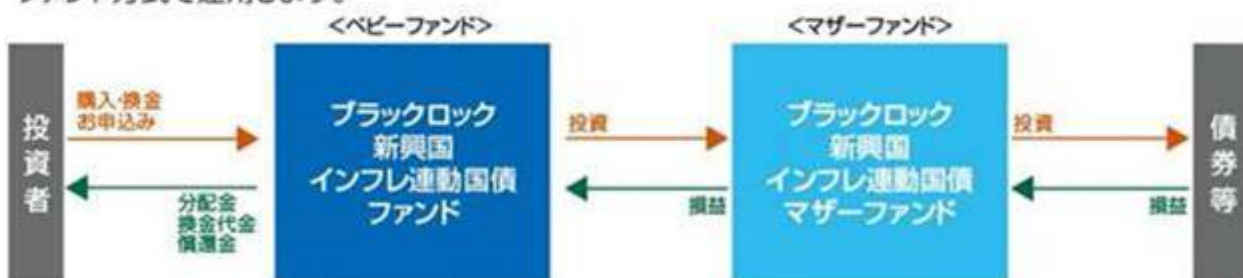 <ベビーファンド>
<マザーファンド>
投資者
購入・換金
お申込み
分配金
換金代金
償還金
ブラックロック
新興国
インフレ連動国債
ファンド
投資
損益
ブラックロック
新興国
インフレ連動国債
マザーファンド
投資
損益
債券等